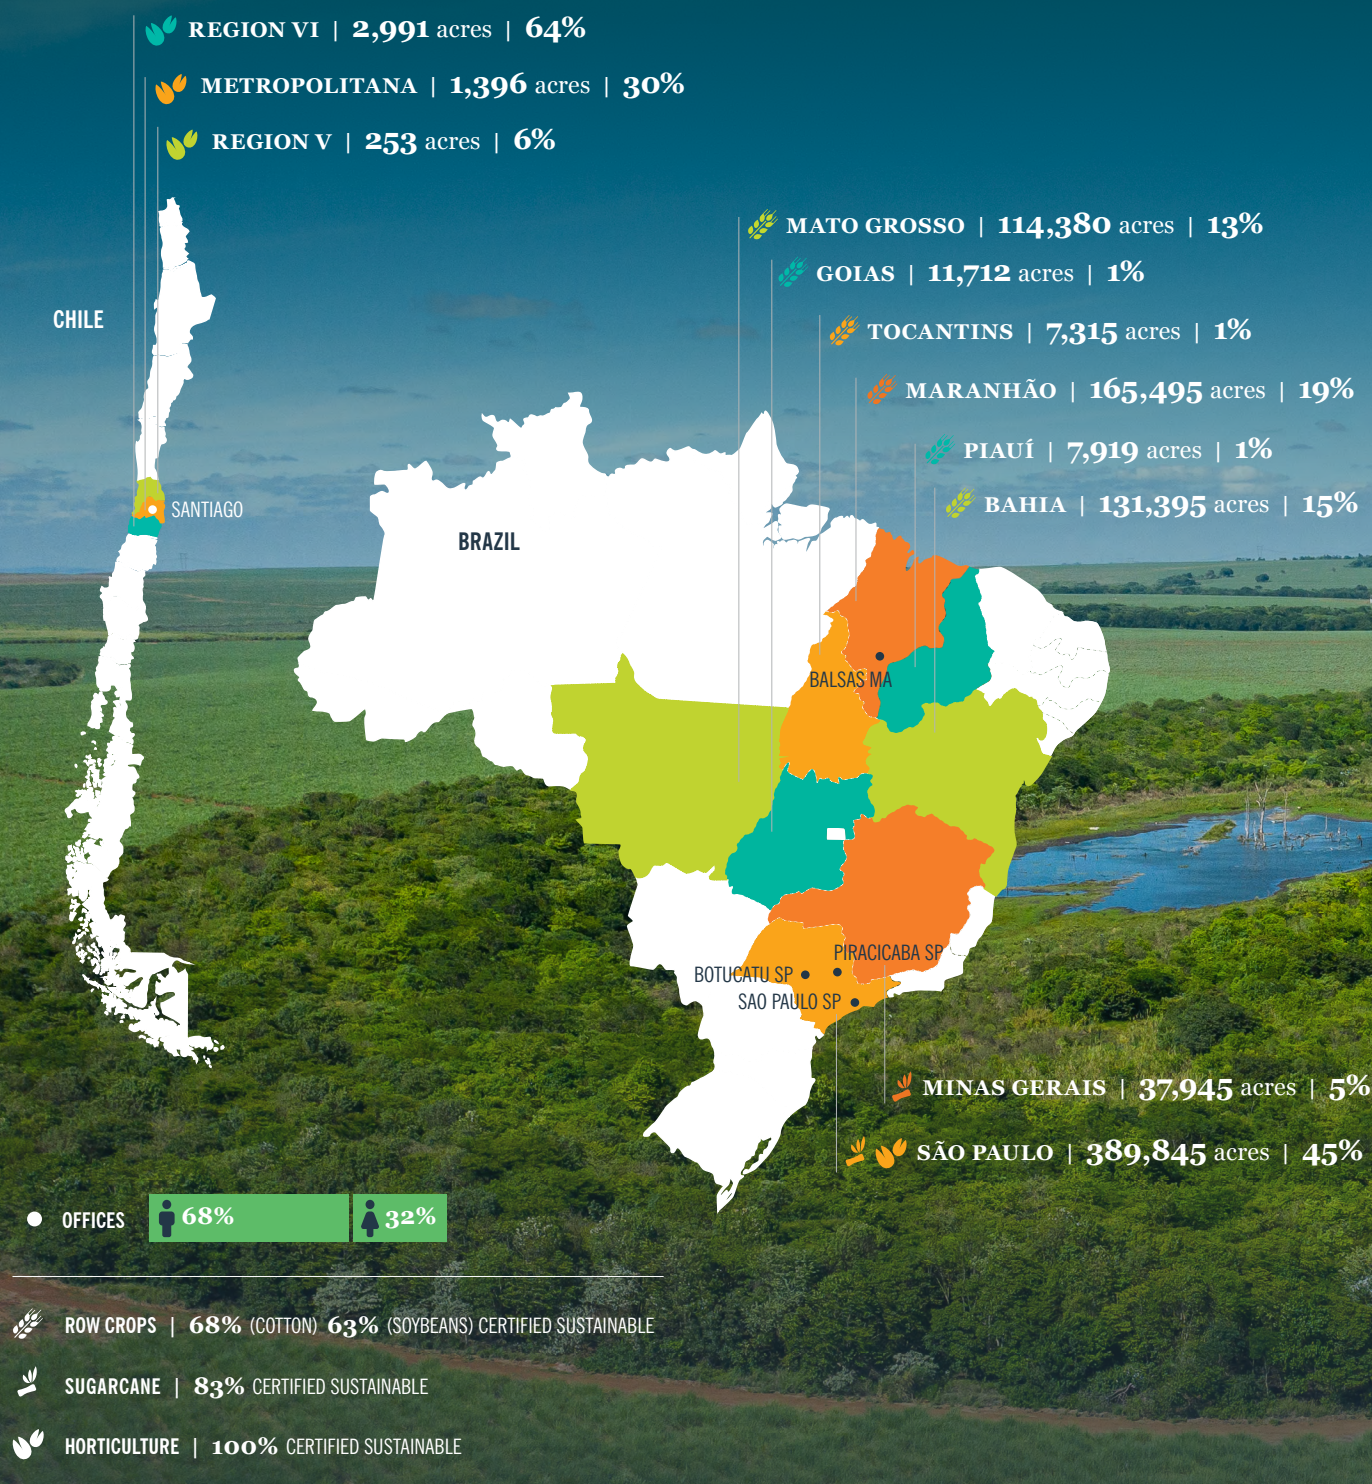 REGION VI | 2,991 acres | 64%
METROPOLITANA | 1,396 acres | 30%
REGION V | 253 acres | 6%
MATO GROSSO | 114,380 acres | 13%
GOIAS | 11,712 acres | 1%
TOCANTINS | 7,315 acres | 1%
MARANHÃO | 165,495 acres | 19%
PIAUÍ | 7,919 acres | 1%
BAHIA | 131,395 acres | 15%
CHILE
SANTIAGO
BRAZIL
BALSAS MA
PIRACICABA SP
BOTUCATU SP
SAO PAULO SP
MINAS GERAIS | 37,945 acres | 5%
SÃO PAULO | 389,845 acres | 45%
OFFICES 68% 32%
ROW CROPS | 68% (COTTON) 63% (SOYBEANS) CERTIFIED SUSTAINABLE
SUGARCANE | 83% CERTIFIED SUSTAINABLE
HORTICULTURE | 100% CERTIFIED SUSTAINABLE